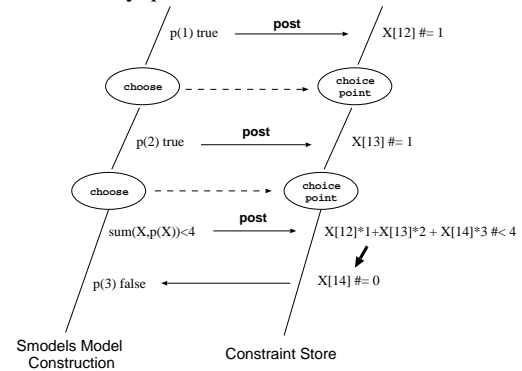 p(1) true
post
X[12] #= 1
choose
choice
point
p(2) true
post
X[13] #= 1
choose
choice
point
sum(X,p(X))<4
post
X[12]*1+X[13]*2 + X[14]*3 #< 4
p(3) false
X[14] #= 0
Smodels Model
Construction
Constraint Store